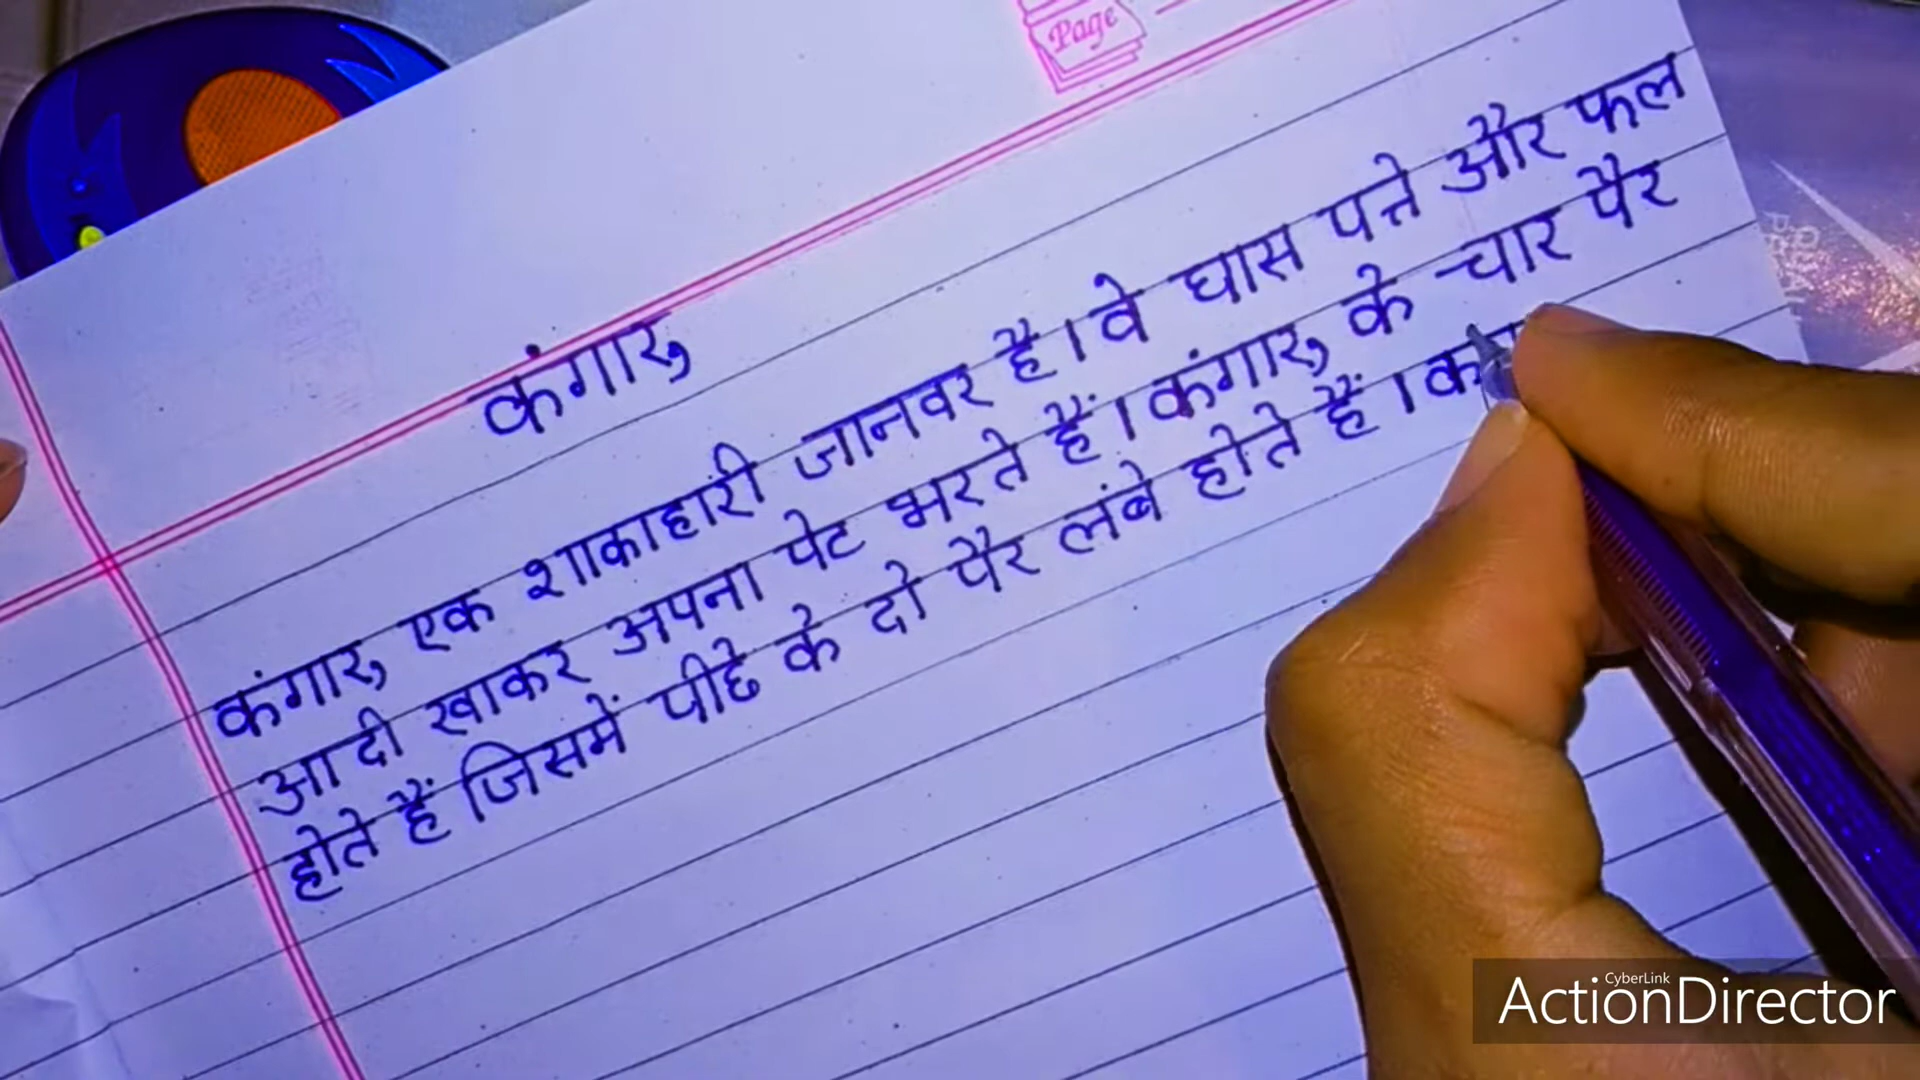 Page
कंगारू
कंगारू एक शाकाहारी जानवर है। वे घास पत्ते और फल
आदी खाकर अपना पेट भरते हैं। कंगारू के चार पैर
होते हैं जिसमें पीछे के दो पैर लंबे होते हैं।
CyberLink
ActionDirector